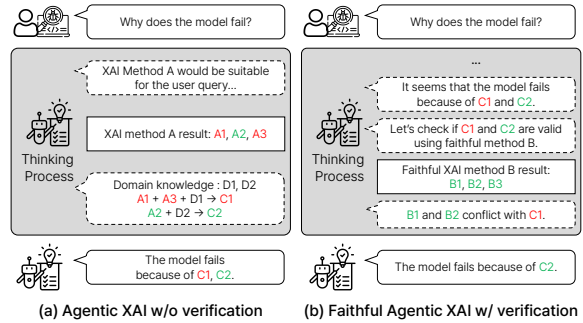 Why does the model fail?
XAI Method A would be suitable
for the user query...
XAI method A result: A1, A2, A3
Thinking
Process
Domain knowledge : D1, D2
A1 + A3 + D1 → C1
A2 + D2 → C2
The model fails
because of C1, C2.
(a) Agentic XAI w/o verification
Why does the model fail?
...
It seems that the model fails
because of C1 and C2.
Let's check if C1 and C2 are valid
using faithful method B.
Thinking
Process
Faithful XAI method B result:
B1, B2, B3
B1 and B2 conflict with C1.
The model fails because of C2.
(b) Faithful Agentic XAI w/ verification